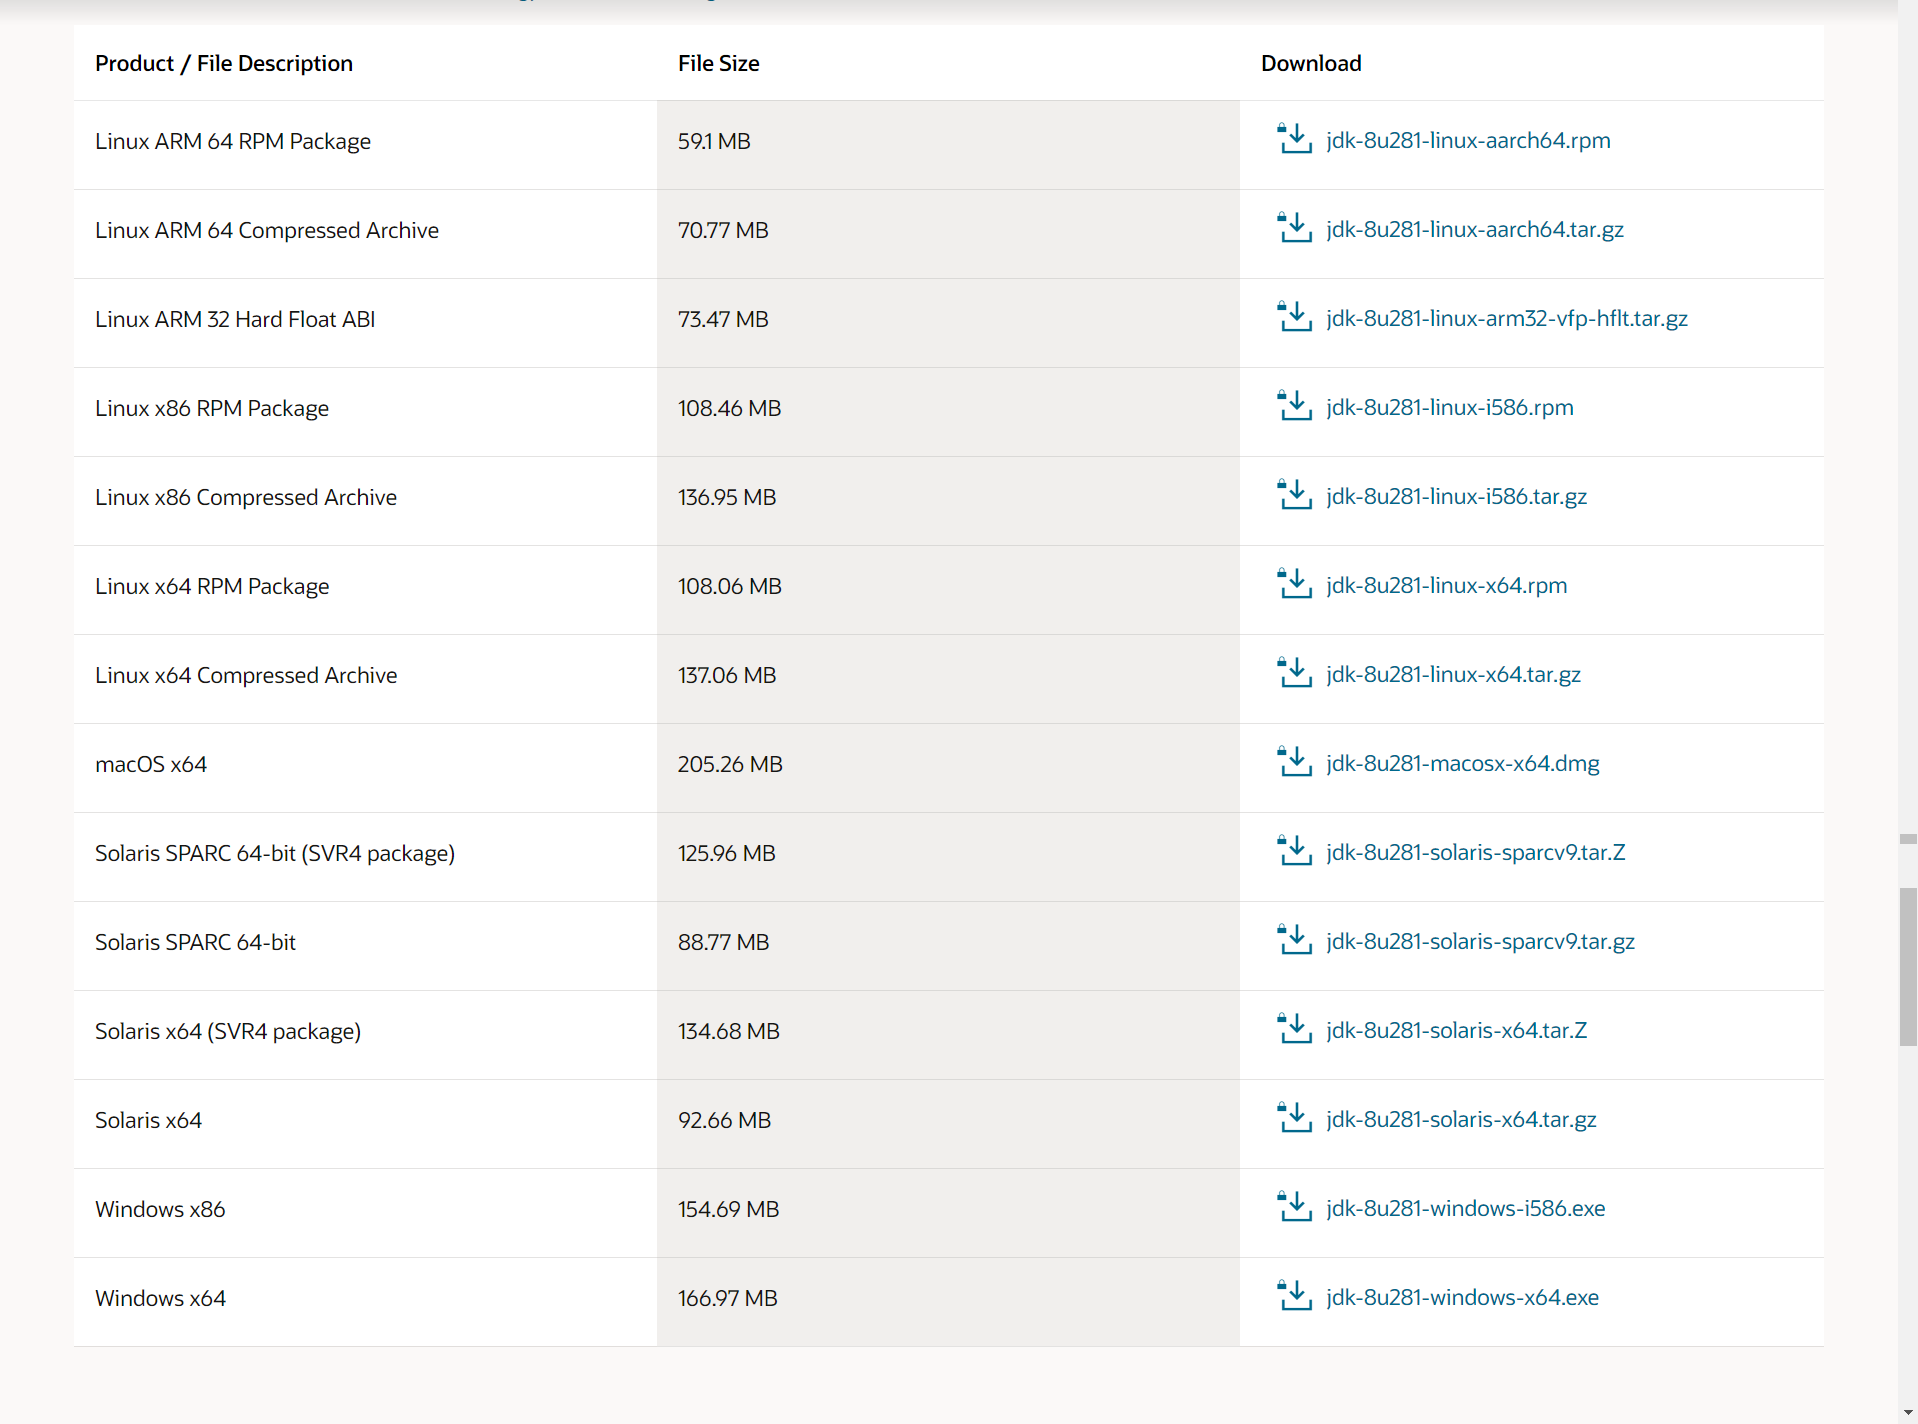 Product / File Description File Size Download
Linux ARM 64 RPM Package 59.1 MB jdk-8u281-linux-aarch64.rpm
Linux ARM 64 Compressed Archive 70.77 MB jdk-8u281-linux-aarch64.tar.gz
Linux ARM 32 Hard Float ABI 73.47 MB jdk-8u281-linux-arm32-vfp-hflt.tar.gz
Linux x86 RPM Package 108.46 MB jdk-8u281-linux-i586.rpm
Linux x86 Compressed Archive 136.95 MB jdk-8u281-linux-i586.tar.gz
Linux x64 RPM Package 108.06 MB jdk-8u281-linux-x64.rpm
Linux x64 Compressed Archive 137.06 MB jdk-8u281-linux-x64.tar.gz
macOS x64 205.26 MB jdk-8u281-macosx-x64.dmg
Solaris SPARC 64-bit (SVR4 package) 125.96 MB jdk-8u281-solaris-sparcv9.tar.Z
Solaris SPARC 64-bit 88.77 MB jdk-8u281-solaris-sparcv9.tar.gz
Solaris x64 (SVR4 package) 134.68 MB jdk-8u281-solaris-x64.tar.Z
Solaris x64 92.66 MB jdk-8u281-solaris-x64.tar.gz
Windows x86 154.69 MB jdk-8u281-windows-i586.exe
Windows x64 166.97 MB jdk-8u281-windows-x64.exe